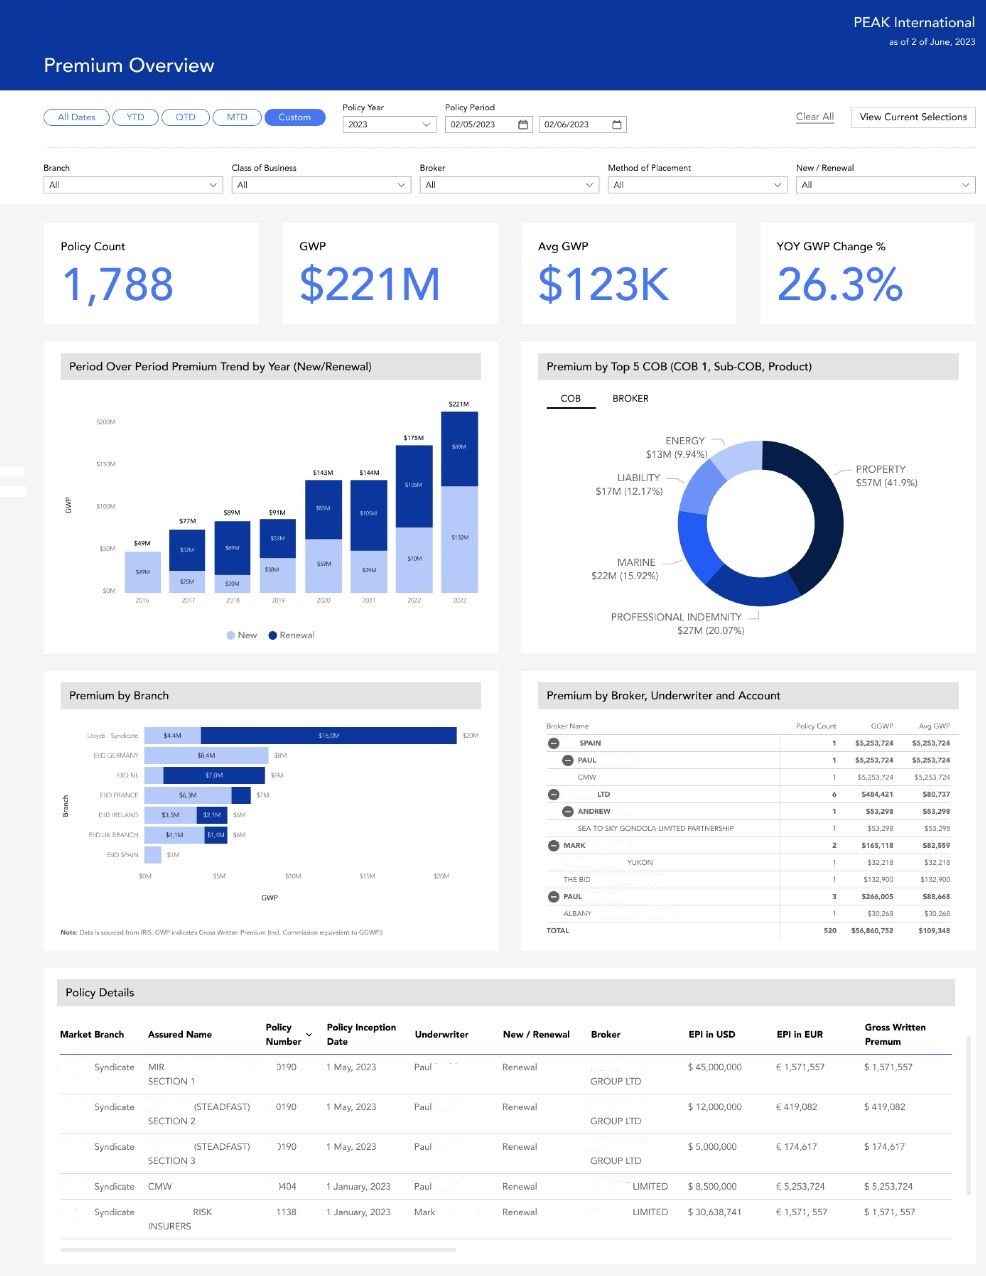 PEAK International
as of 2 of June, 2023
Premium Overview
All Dates YTD QTD MTD Custom
Policy Year
2023
Policy Period
02/05/2023 02/06/2023
Clear All
View Current Selections
Branch Class of Business Broker Method of Placement New / Renewal
All All All All All
Policy Count GWP Avg GWP YOY GWP Change %
1,788 $221M $123K 26.3%
Period Over Period Premium Trend by Year (New/Renewal)
GWP
$200M
$150M
$100M
$50M
$0M
$49M $77M $89M $91M $143M $144M $175M $221M
$49M
$52M $25M
$69M $20M
$53M $38M
$85M $59M
$105M $39M
$105M $70M
$89M $132M
2016 2017 2018 2019 2020 2021 2022 2023
New Renewal
Premium by Top 5 COB (COB 1, Sub-COB, Product)
COB BROKER
ENERGY
$13M (9.94%)
PROPERTY
$57M (41.9%)
LIABILITY
$17M (12.17%)
MARINE
$22M (15.92%)
PROFESSIONAL INDEMNITY
$27M (20.07%)
Premium by Branch
Branch
Lloyds - Syndicate $4.4M $16.0M $20M
GERMANY $8,4M $8M
NL $7,0M $8M
FRANCE $6,3M $7M
IRELAND $3,5M $2,1M $6M
UK BRANCH $4,1M $1,4M $6M
SPAIN $1M
$0M $5M $10M $15M $20M
GWP
Note: Data is sourced from IRIS. GWP indicates Gross Written Premium (Incl. Commission equivalent to GGWP))
Premium by Broker, Underwriter and Account
Broker Name Policy Count GGWP Avg GWP
SPAIN 1 $5,253,724 $5,253,724
PAUL 1 $5,253,724 $5,253,724
CMW 1 $5,253,724 $5,253,724
LTD 6 $484,421 $80,737
ANDREW 1 $53,298 $53,298
SEA TO SKY GONDOLA LIMITED PARTNERSHIP 1 $53,298 $53,298
MARK 2 $165,118 $82,559
YUKON 1 $32,218 $32,218
THE BID 1 $132,900 $132,900
PAUL 3 $266,005 $88,668
ALBANY 1 $30,268 $30,268
TOTAL 520 $56,860,752 $109,348
Policy Details
Market Branch Assured Name Policy Number Policy Inception Date Underwriter New / Renewal Broker EPI in USD EPI in EUR Gross Written Premum
Syndicate MIR 0190 1 May, 2023 Paul Renewal $ 45,000,000 € 1,571,557 $ 1,571,557
SECTION 1 GROUP LTD
Syndicate (STEADFAST) 0190 1 May, 2023 Paul Renewal $ 12,000,000 € 419,082 $ 419,082
SECTION 2 GROUP LTD
Syndicate (STEADFAST) 0190 1 May, 2023 Paul Renewal $ 5,000,000 € 174,617 $ 174,617
SECTION 3 GROUP LTD
Syndicate CMW 0404 1 January, 2023 Paul Renewal LIMITED $ 8,500,000 € 5,253,724 $ 5,253,724
Syndicate RISK 1138 1 January, 2023 Mark Renewal LIMITED $ 30,638,741 € 1,571, 557 $ 1,571, 557
INSURERS